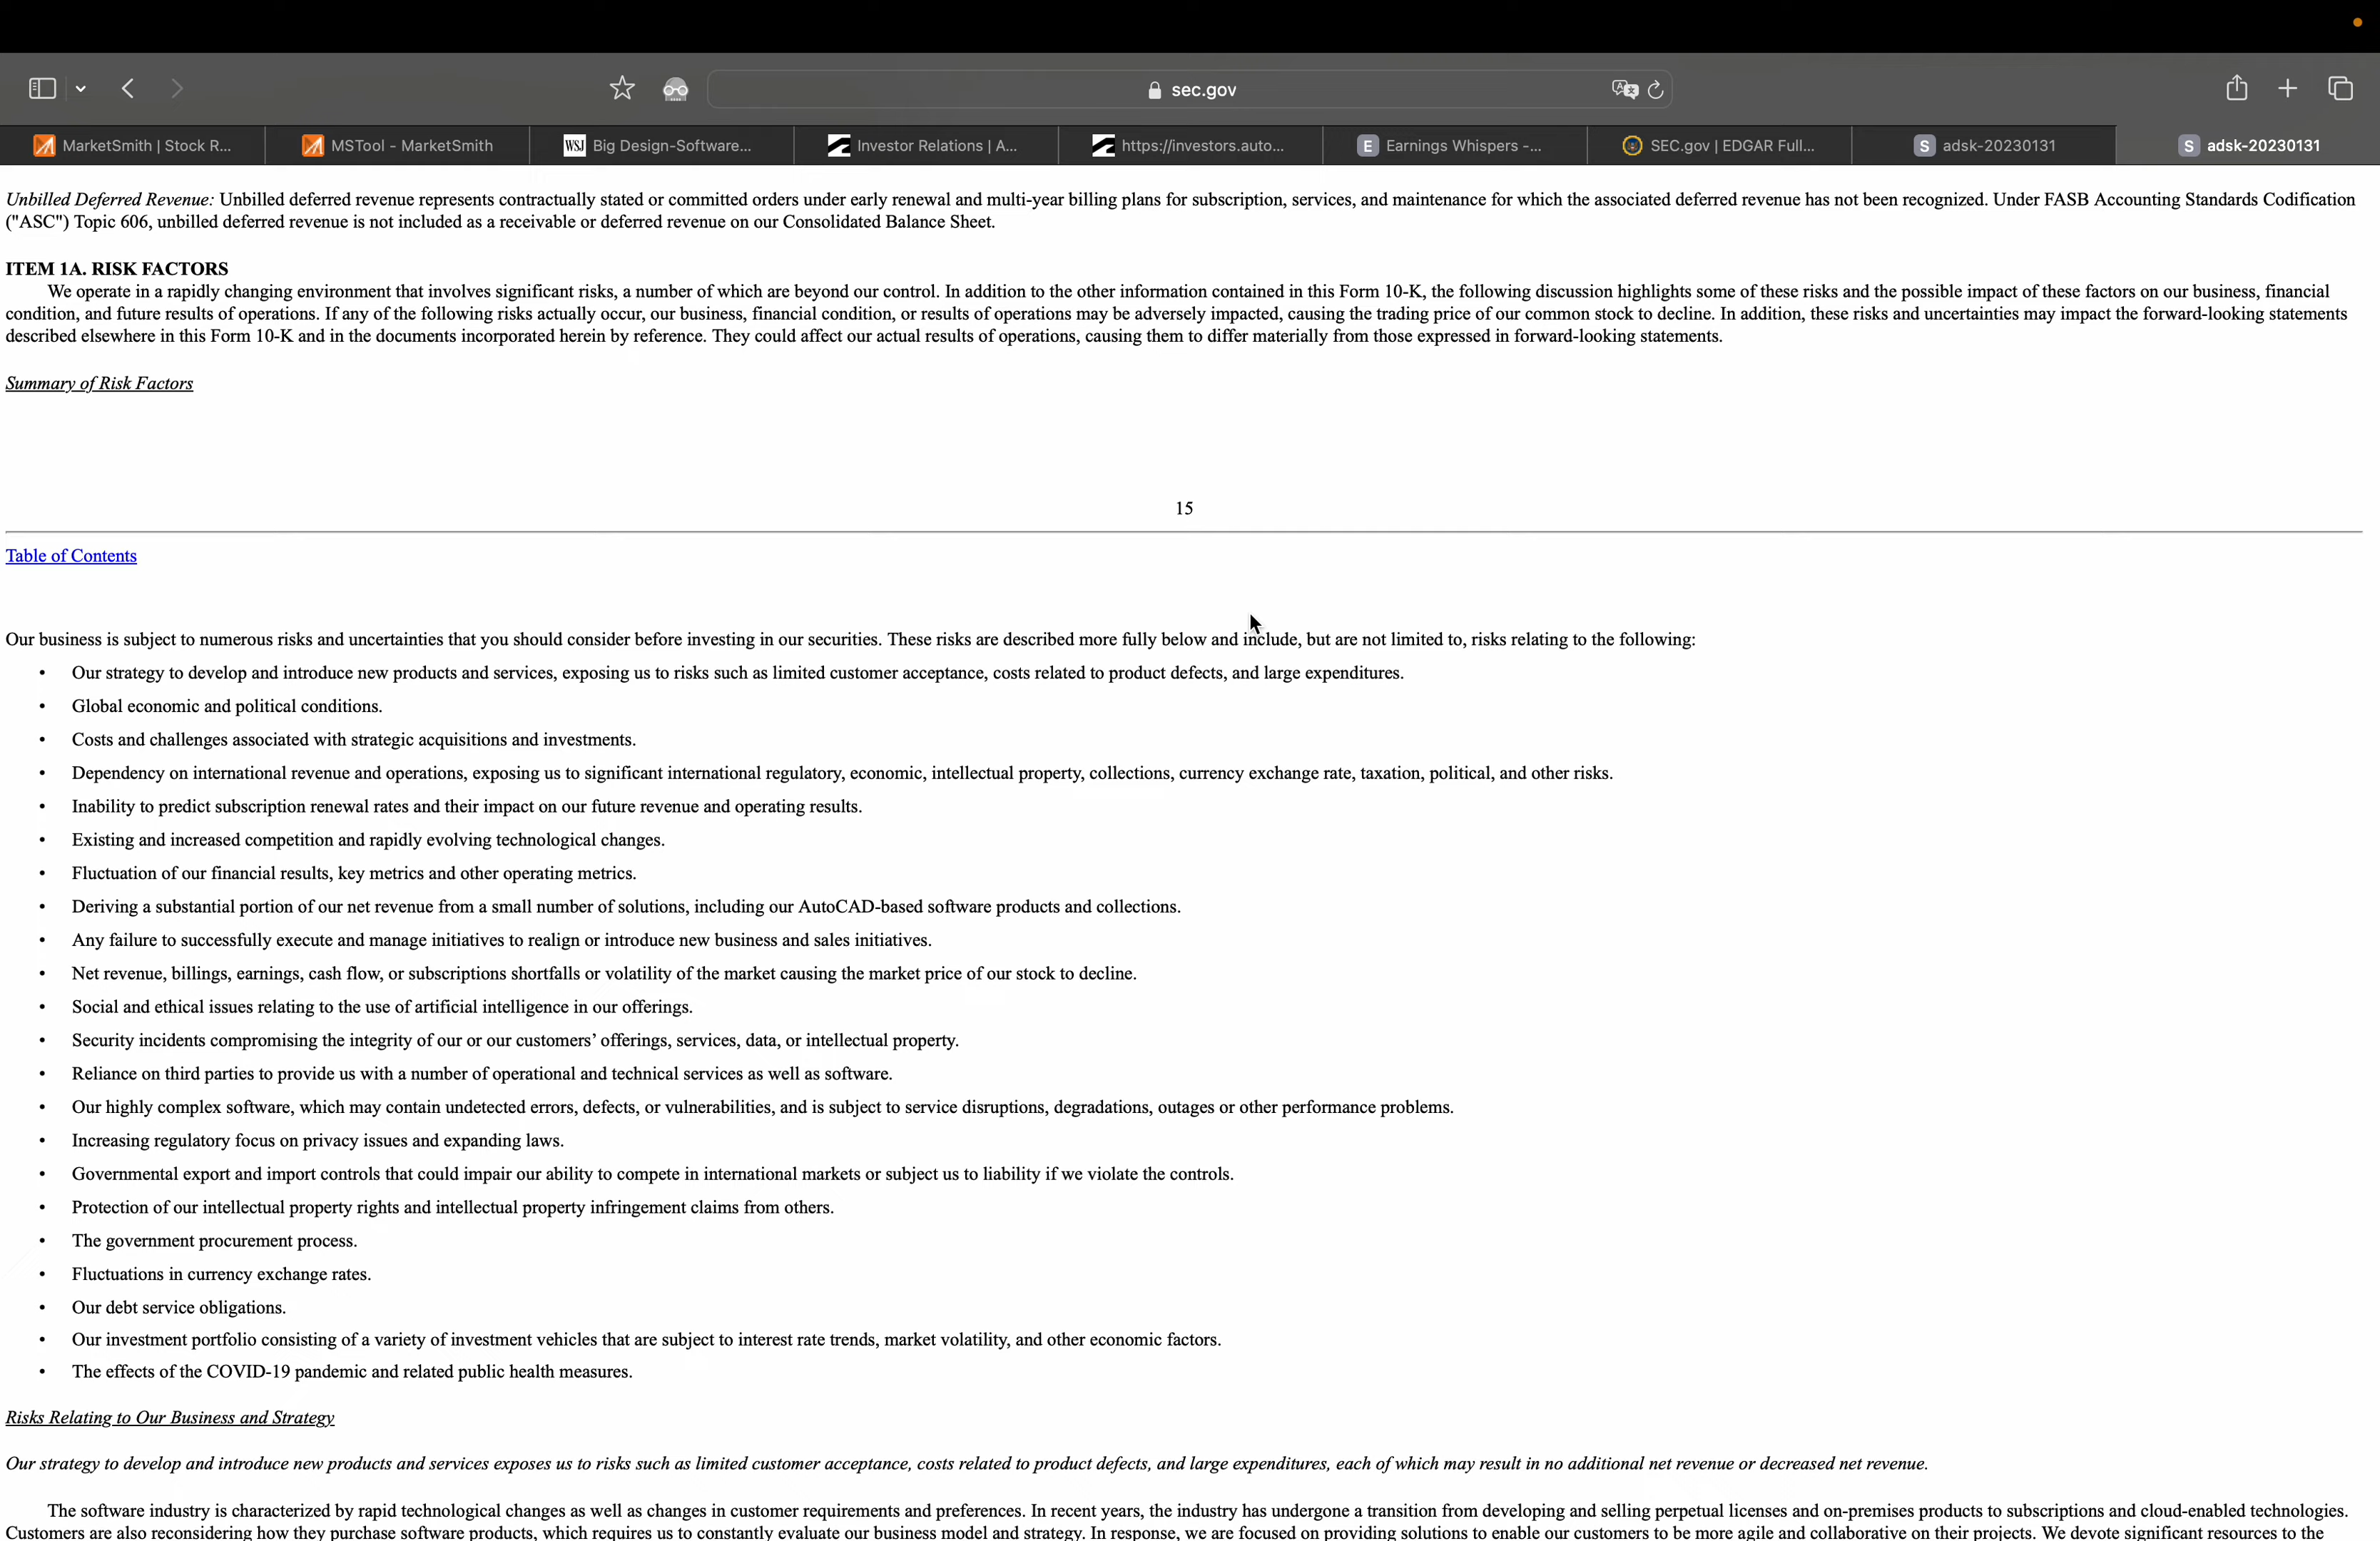 sec.gov
MarketSmith | Stock R...
MSTool - MarketSmith
WSJ Big Design-Software...
Investor Relations | A...
https://investors.auto...
E Earnings Whispers -...
SEC.gov | EDGAR Full...
S adsk-20230131
S adsk-20230131
Unbilled Deferred Revenue: Unbilled deferred revenue represents contractually stated or committed orders under early renewal and multi-year billing plans for subscription, services, and maintenance for which the associated deferred revenue has not been recognized. Under FASB Accounting Standards Codification
("ASC") Topic 606, unbilled deferred revenue is not included as a receivable or deferred revenue on our Consolidated Balance Sheet.
ITEM 1A. RISK FACTORS
We operate in a rapidly changing environment that involves significant risks, a number of which are beyond our control. In addition to the other information contained in this Form 10-K, the following discussion highlights some of these risks and the possible impact of these factors on our business, financial
condition, and future results of operations. If any of the following risks actually occur, our business, financial condition, or results of operations may be adversely impacted, causing the trading price of our common stock to decline. In addition, these risks and uncertainties may impact the forward-looking statements
described elsewhere in this Form 10-K and in the documents incorporated herein by reference. They could affect our actual results of operations, causing them to differ materially from those expressed in forward-looking statements.
Summary of Risk Factors
15
Table of Contents
Our business is subject to numerous risks and uncertainties that you should consider before investing in our securities. These risks are described more fully below and include, but are not limited to, risks relating to the following:
• Our strategy to develop and introduce new products and services, exposing us to risks such as limited customer acceptance, costs related to product defects, and large expenditures.
• Global economic and political conditions.
• Costs and challenges associated with strategic acquisitions and investments.
• Dependency on international revenue and operations, exposing us to significant international regulatory, economic, intellectual property, collections, currency exchange rate, taxation, political, and other risks.
• Inability to predict subscription renewal rates and their impact on our future revenue and operating results.
• Existing and increased competition and rapidly evolving technological changes.
• Fluctuation of our financial results, key metrics and other operating metrics.
• Deriving a substantial portion of our net revenue from a small number of solutions, including our AutoCAD-based software products and collections.
• Any failure to successfully execute and manage initiatives to realign or introduce new business and sales initiatives.
• Net revenue, billings, earnings, cash flow, or subscriptions shortfalls or volatility of the market causing the market price of our stock to decline.
• Social and ethical issues relating to the use of artificial intelligence in our offerings.
• Security incidents compromising the integrity of our or our customers’ offerings, services, data, or intellectual property.
• Reliance on third parties to provide us with a number of operational and technical services as well as software.
• Our highly complex software, which may contain undetected errors, defects, or vulnerabilities, and is subject to service disruptions, degradations, outages or other performance problems.
• Increasing regulatory focus on privacy issues and expanding laws.
• Governmental export and import controls that could impair our ability to compete in international markets or subject us to liability if we violate the controls.
• Protection of our intellectual property rights and intellectual property infringement claims from others.
• The government procurement process.
• Fluctuations in currency exchange rates.
• Our debt service obligations.
• Our investment portfolio consisting of a variety of investment vehicles that are subject to interest rate trends, market volatility, and other economic factors.
• The effects of the COVID-19 pandemic and related public health measures.
Risks Relating to Our Business and Strategy
Our strategy to develop and introduce new products and services exposes us to risks such as limited customer acceptance, costs related to product defects, and large expenditures, each of which may result in no additional net revenue or decreased net revenue.
The software industry is characterized by rapid technological changes as well as changes in customer requirements and preferences. In recent years, the industry has undergone a transition from developing and selling perpetual licenses and on-premises products to subscriptions and cloud-enabled technologies.
Customers are also reconsidering how they purchase software products, which requires us to constantly evaluate our business model and strategy. In response, we are focused on providing solutions to enable our customers to be more agile and collaborative on their projects. We devote significant resources to the